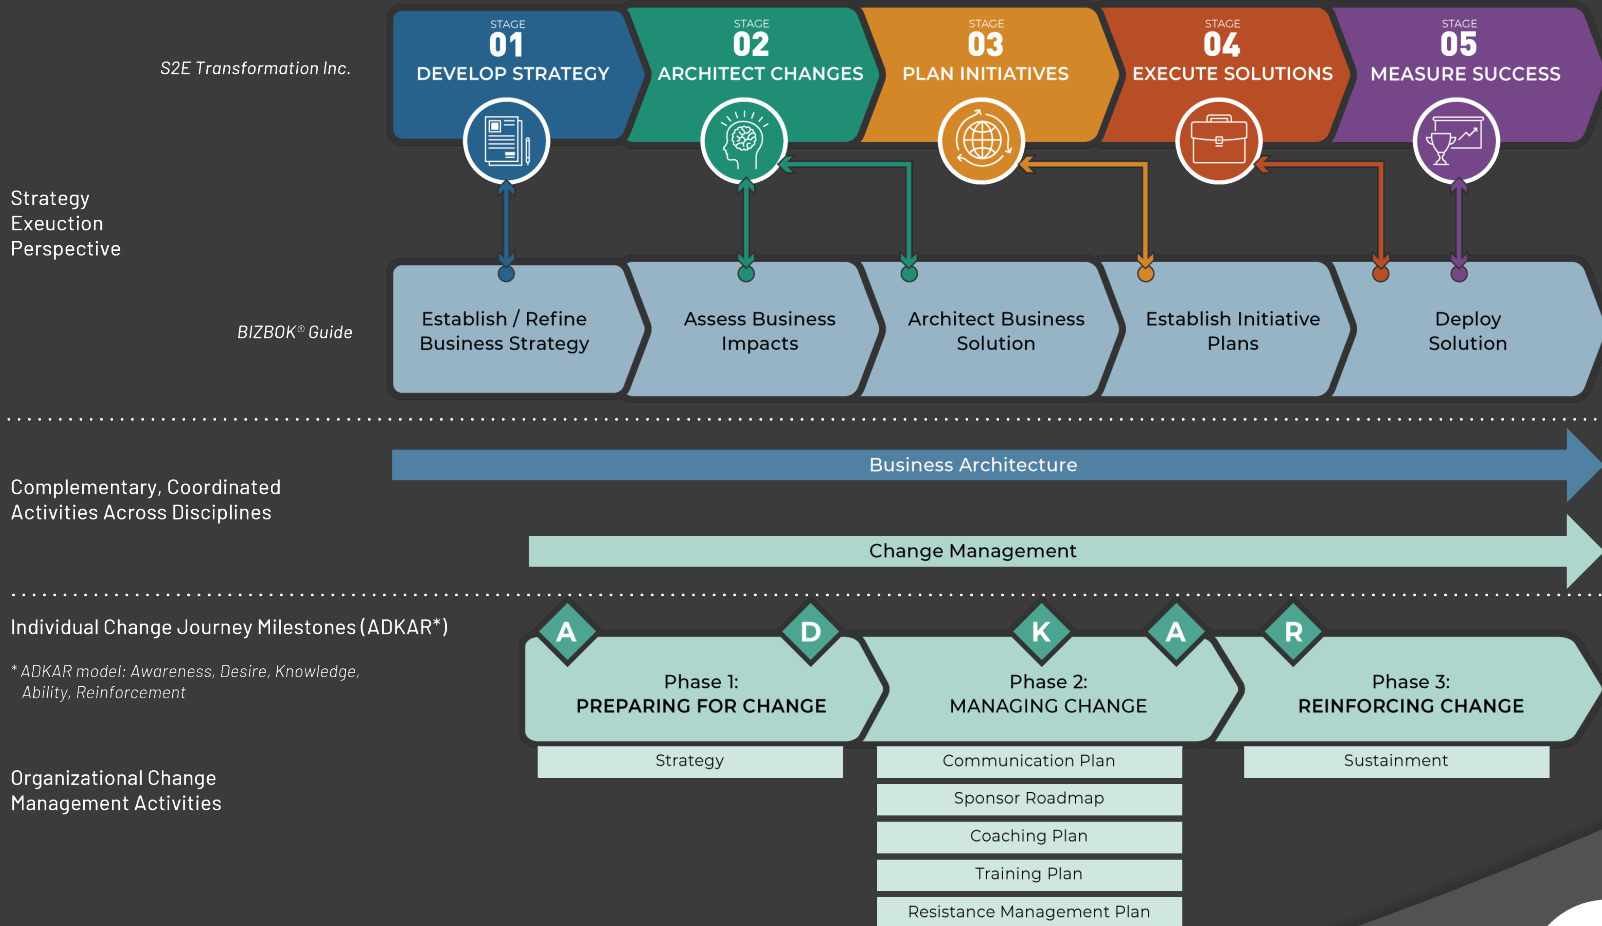 S2E Transformation Inc.
STAGE
01
DEVELOP STRATEGY
STAGE
02
ARCHITECT CHANGES
STAGE
03
PLAN INITIATIVES
STAGE
04
EXECUTE SOLUTIONS
STAGE
05
MEASURE SUCCESS
Strategy
Exeuction
Perspective
BIZBOK® Guide
Establish / Refine
Business Strategy
Assess Business
Impacts
Architect Business
Solution
Establish Initiative
Plans
Deploy
Solution
Complementary, Coordinated
Activities Across Disciplines
Business Architecture
Change Management
Individual Change Journey Milestones (ADKAR*)
* ADKAR model: Awareness, Desire, Knowledge,
Ability, Reinforcement
A
D
K
A
R
Phase 1:
PREPARING FOR CHANGE
Phase 2:
MANAGING CHANGE
Phase 3:
REINFORCING CHANGE
Organizational Change
Management Activities
Strategy
Communication Plan
Sponsor Roadmap
Coaching Plan
Training Plan
Resistance Management Plan
Sustainment